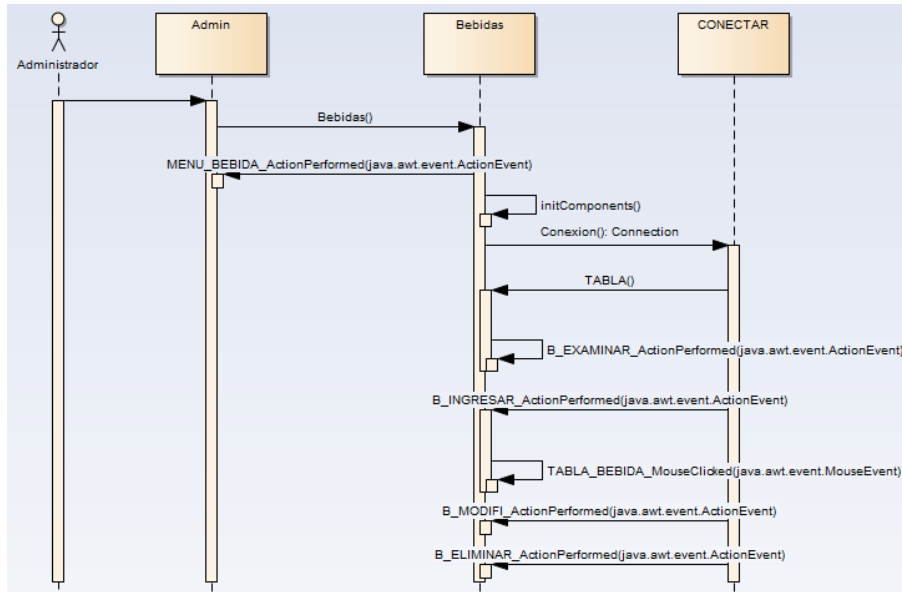 Administrador
Admin
Bebidas
CONECTAR
Bebidas()
MENU_BEBIDA_ActionPerformed(java.awt.event.ActionEvent)
initComponents()
Conexion(): Connection
TABLA()
B_EXAMINAR_ActionPerformed(java.awt.event.ActionEvent)
B_INGRESAR_ActionPerformed(java.awt.event.ActionEvent)
TABLA_BEBIDA_MouseClicked(java.awt.event.MouseEvent)
B_MODIFI_ActionPerformed(java.awt.event.ActionEvent)
B_ELIMINAR_ActionPerformed(java.awt.event.ActionEvent)